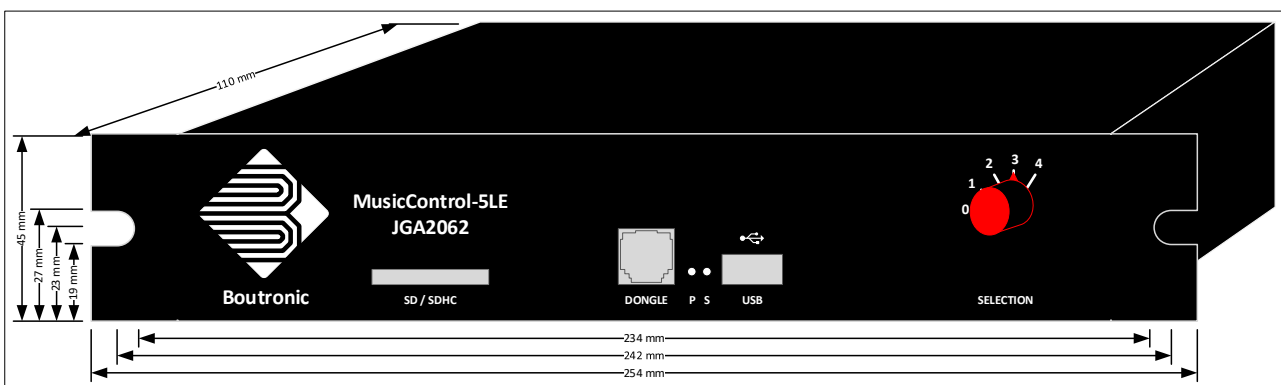 110 mm
45 mm
27 mm
23 mm
19 mm
MusicControl-5LE
JGA2062
Boutronic
SD / SDHC
DONGLE
P S
USB
0
1
2
3
4
SELECTION
234 mm
242 mm
254 mm